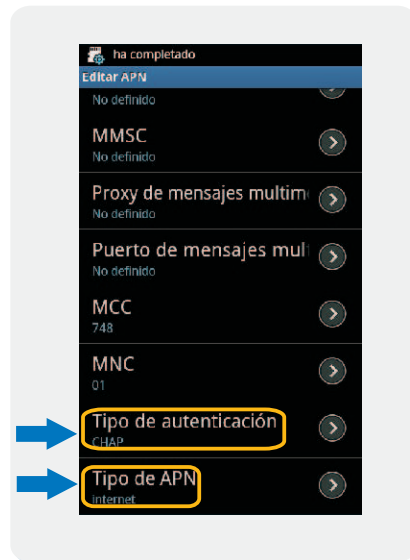 ha completado
Editar APN
No definido
MMSC
No definido
Proxy de mensajes multim
No definido
Puerto de mensajes mul
No definido
MCC
748
MNC
01
Tipo de autenticación
CHAP
Tipo de APN
internet